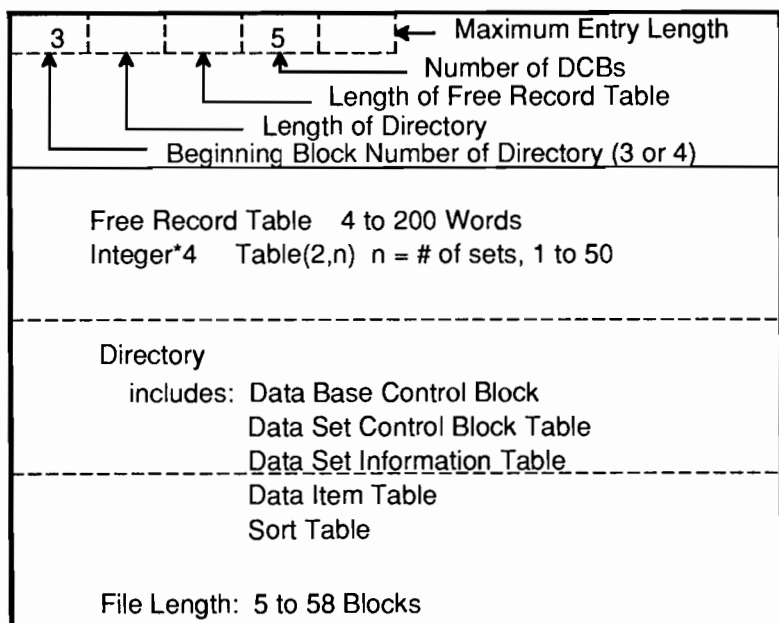 3 5 Maximum Entry Length
Number of DCBs
Length of Free Record Table
Length of Directory
Beginning Block Number of Directory (3 or 4)
Free Record Table 4 to 200 Words
Integer*4 Table(2,n) n = # of sets, 1 to 50
Directory
includes: Data Base Control Block
Data Set Control Block Table
Data Set Information Table
Data Item Table
Sort Table
File Length: 5 to 58 Blocks